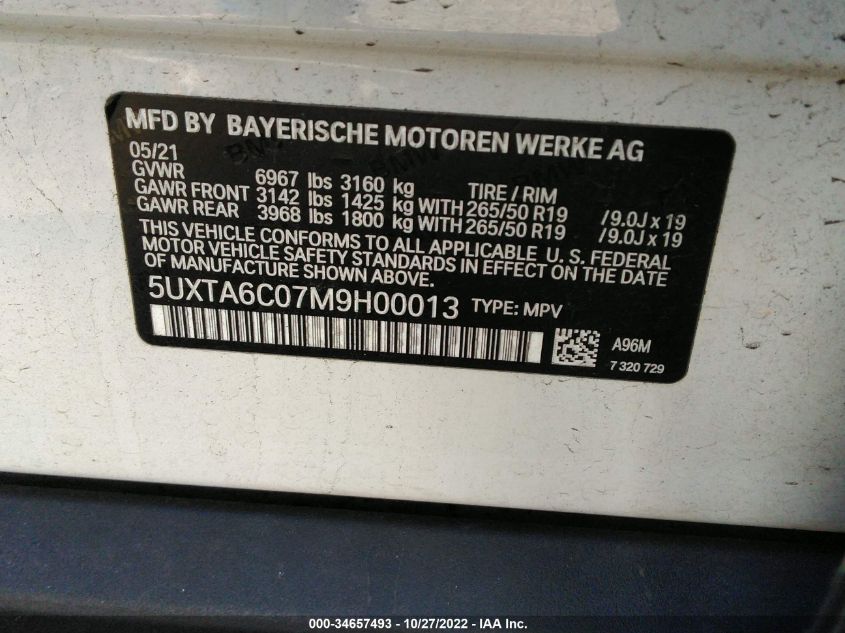 MFD BY BAYERISCHE MOTOREN WERKE AG
05/21
GVWR 6967 lbs 3160 kg TIRE / RIM
GAWR FRONT 3142 lbs 1425 kg WITH 265/50 R19 /9.0J x 19
GAWR REAR 3968 lbs 1800 kg WITH 265/50 R19 /9.0J x 19
THIS VEHICLE CONFORMS TO ALL APPLICABLE U. S. FEDERAL
MOTOR VEHICLE SAFETY STANDARDS IN EFFECT ON THE DATE
OF MANUFACTURE SHOWN ABOVE.
5UXTA6C07M9H00013 TYPE: MPV
A96M
7 320 729
000-34657493 - 10/27/2022 - IAA Inc.